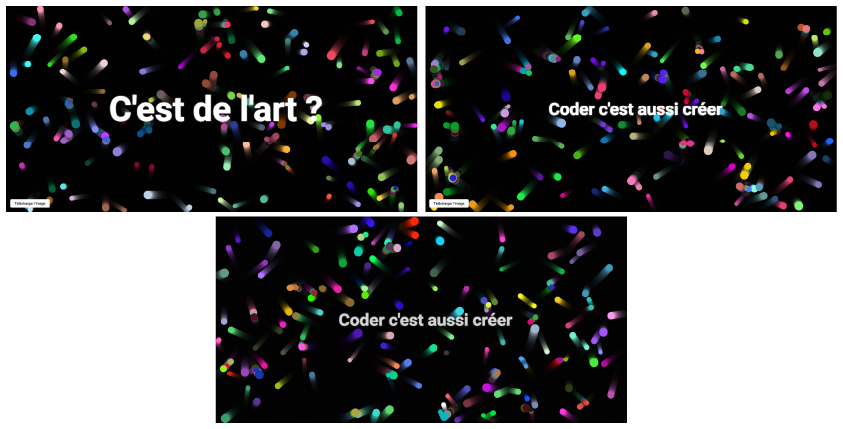 C'est de l'art ?
Télécharger l'image
Coder c'est aussi créer
Télécharger l'image
Coder c'est aussi créer